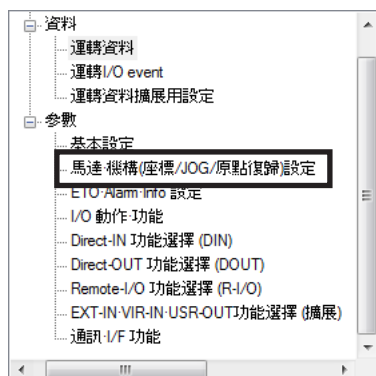 資料
運轉資料
運轉I/O event
運轉資料擴展用設定
參數
基本設定
馬達·機構(座標/JOG/原點復歸)設定
ETO·Alarm·Info 設定
I/O 動作·功能
Direct-IN 功能選擇 (DIN)
Direct-OUT 功能選擇 (DOUT)
Remote-I/O 功能選擇 (R-I/O)
EXT-IN·VIR-IN·USR-OUT功能選擇 (擴展)
通訊·I/F 功能